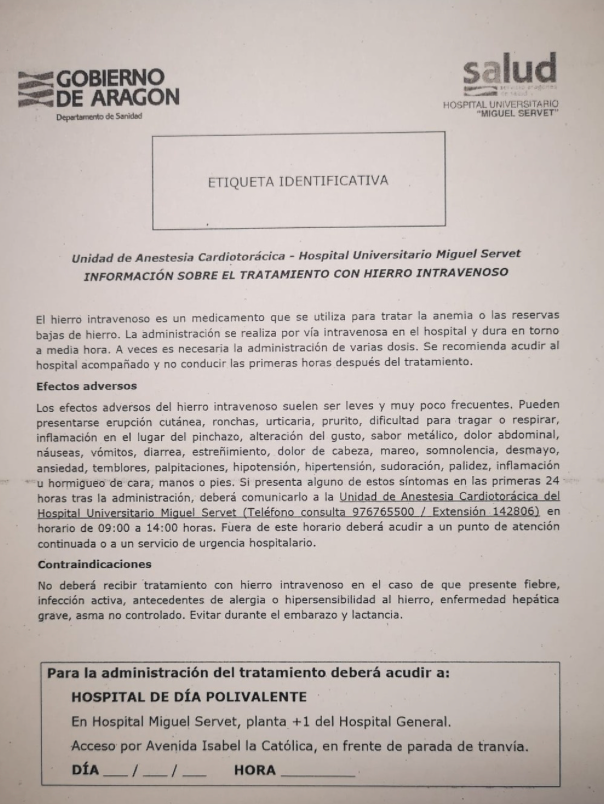 GOBIERNO
DE ARAGON
Departamento de Sanidad
salud
HOSPITAL UNIVERSITARIO
"MIGUEL SERVET"
ETIQUETA IDENTIFICATIVA
Unidad de Anestesia Cardiotorácica - Hospital Universitario Miguel Servet
INFORMACIÓN SOBRE EL TRATAMIENTO CON HIERRO INTRAVENOSO
El hierro intravenoso es un medicamento que se utiliza para tratar la anemia o las reservas
bajas de hierro. La administración se realiza por vía intravenosa en el hospital y dura en torno
a media hora. A veces es necesaria la administración de varias dosis. Se recomienda acudir al
hospital acompañado y no conducir las primeras horas después del tratamiento.
Efectos adversos
Los efectos adversos del hierro intravenoso suelen ser leves y muy poco frecuentes. Pueden
presentarse erupción cutánea, ronchas, urticaria, prurito, dificultad para tragar o respirar,
inflamación en el lugar del pinchazo, alteración del gusto, sabor metálico, dolor abdominal,
náuseas, vómitos, diarrea, estreñimiento, dolor de cabeza, mareo, somnolencia, desmayo,
ansiedad, temblores, palpitaciones, hipotensión, hipertensión, sudoración, palidez, inflamación
u hormigueo de cara, manos o pies. Si presenta alguno de estos síntomas en las primeras 24
horas tras la administración, deberá comunicarlo a la Unidad de Anestesia Cardiotorácica del
Hospital Universitario Miguel Servet (Teléfono consulta 976765500 / Extensión 142806) en
horario de 09:00 a 14:00 horas. Fuera de este horario deberá acudir a un punto de atención
continuada o a un servicio de urgencia hospitalario.
Contraindicaciones
No deberá recibir tratamiento con hierro intravenoso en el caso de que presente fiebre,
infección activa, antecedentes de alergia o hipersensibilidad al hierro, enfermedad hepática
grave, asma no controlado. Evitar durante el embarazo y lactancia.
Para la administración del tratamiento deberá acudir a:
HOSPITAL DE DÍA POLIVALENTE
En Hospital Miguel Servet, planta +1 del Hospital General.
Acceso por Avenida Isabel la Católica, en frente de parada de tranvía.
DÍA ___ / ___ / ___ HORA _________